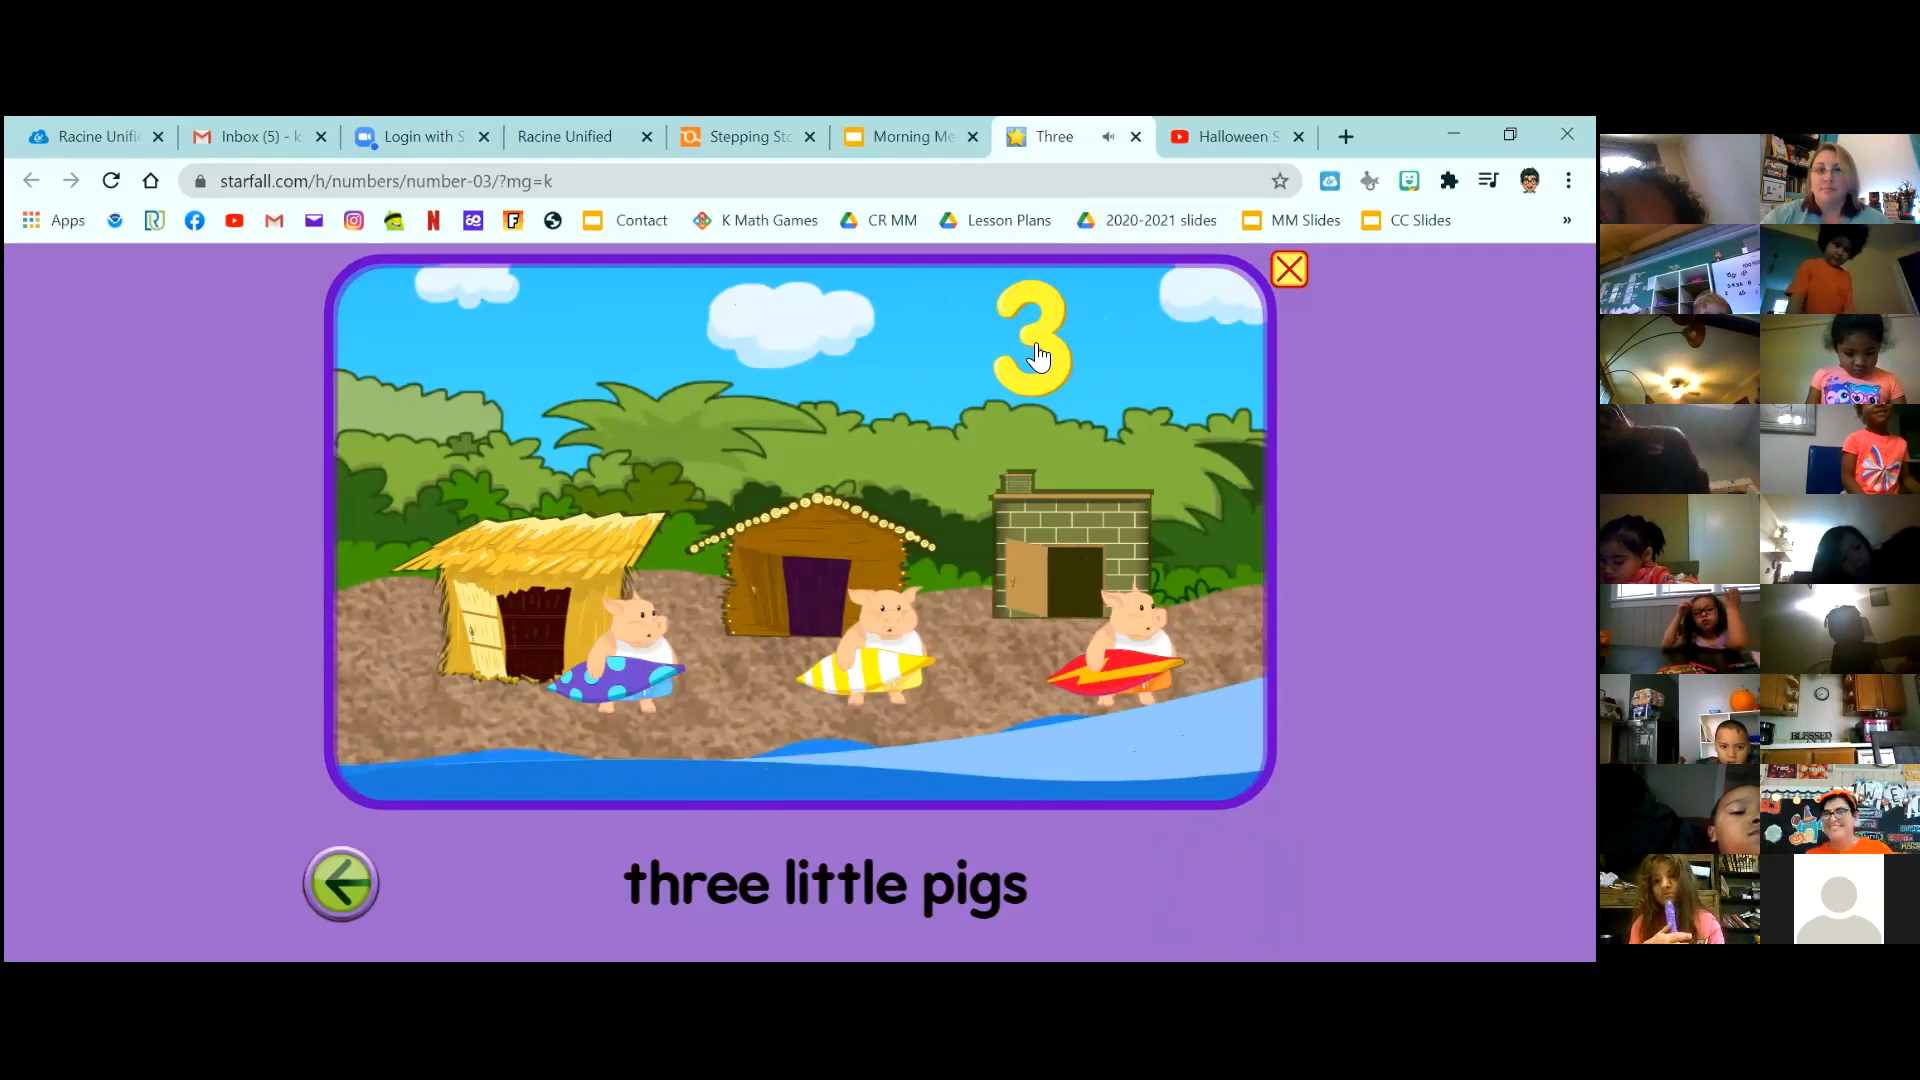 Racine Unifi
Inbox (5) - k
Login with S
Racine Unified
Stepping Sto
Morning Me
Three
Halloween S
starfall.com/h/numbers/number-03/?mg=k
Apps
Contact
K Math Games
CR MM
Lesson Plans
2020-2021 slides
MM Slides
CC Slides
»
3
three little pigs
BLESSED